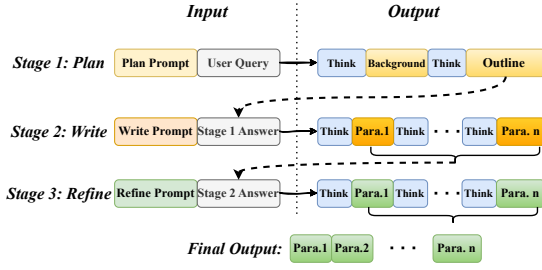 Input Output
Stage 1: Plan Plan Prompt User Query Think Background Think Outline
Stage 2: Write Write Prompt Stage 1 Answer Think Para.1 Think · · · Think Para. n
Stage 3: Refine Refine Prompt Stage 2 Answer Think Para.1 Think · · · Think Para. n
Final Output: Para.1 Para.2 · · · Para. n